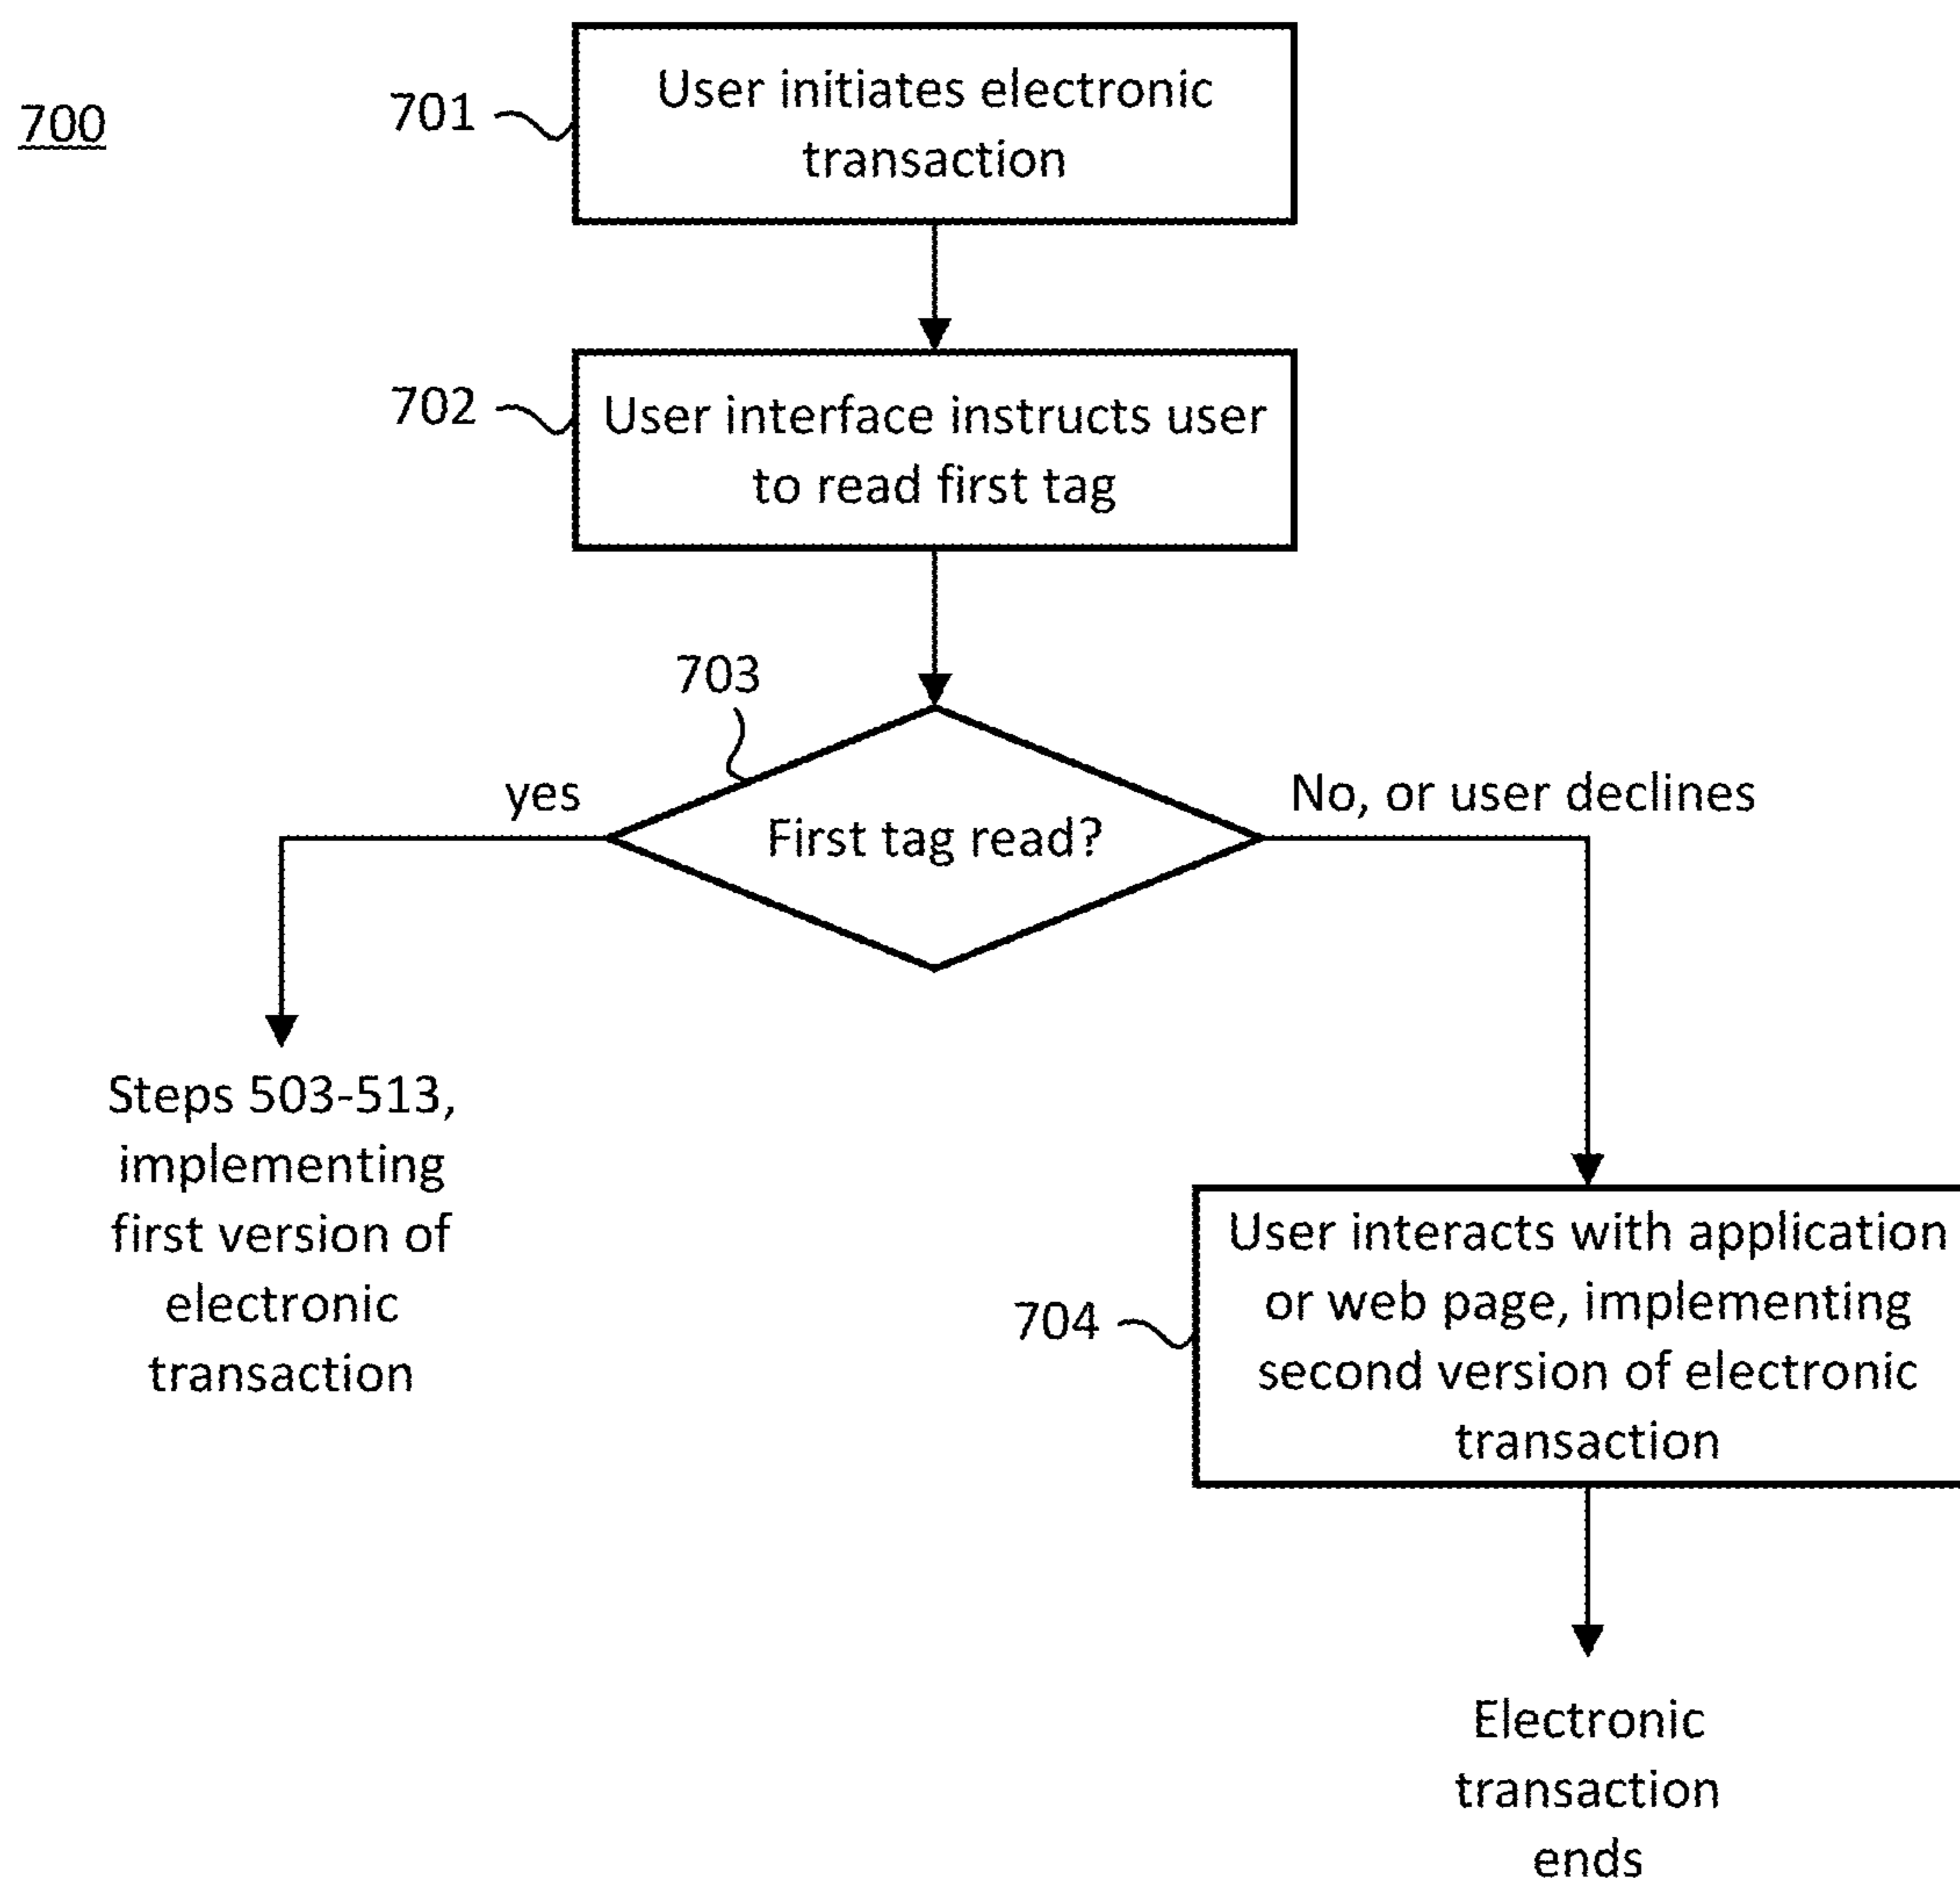 700
701
User initiates electronic
transaction
702
User interface instructs user
to read first tag
703
yes
No, or user declines
First tag read?
Steps 503-513,
implementing
first version of
electronic
transaction
704
User interacts with application
or web page, implementing
second version of electronic
transaction
Electronic
transaction
ends